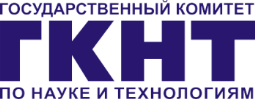 ГОСУДАРСТВЕННЫЙ КОМИТЕТ
ГКНТ
ПО НАУКЕ И ТЕХНОЛОГИЯМ